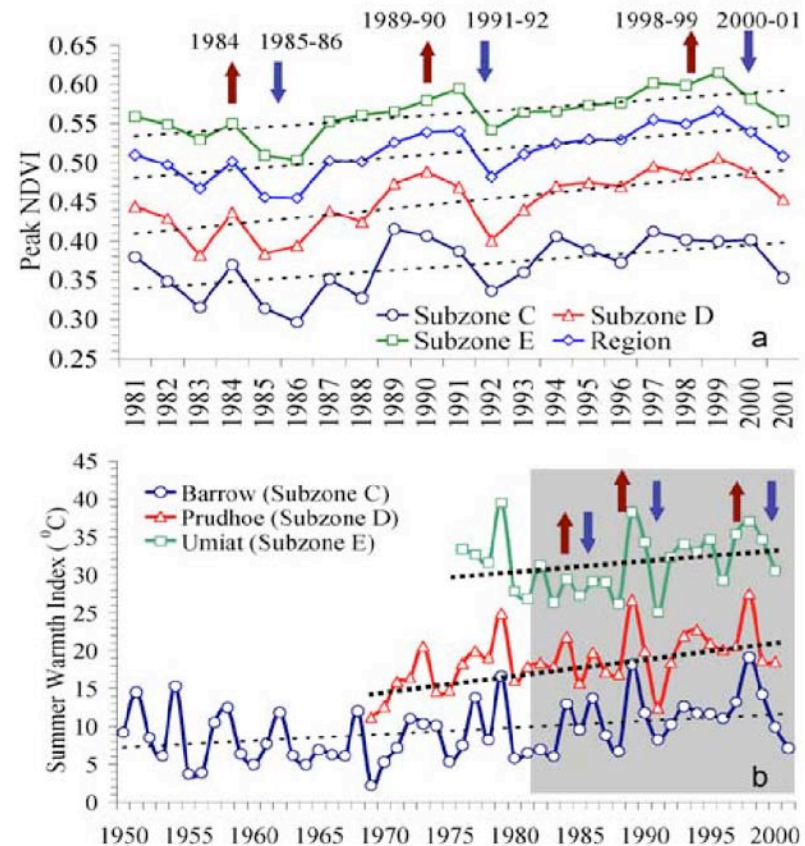 1984 1985-86 1989-90 1991-92 1998-99 2000-01
Peak NDVI
0.65
0.60
0.55
0.50
0.45
0.40
0.35
0.30
0.25
Subzone C Subzone D
Subzone E Region
a
1981 1982 1983 1984 1985 1986 1987 1988 1989 1990 1991 1992 1993 1994 1995 1996 1997 1998 1999 2000 2001
Summer Warmth Index (⁰C)
45
40
35
30
25
20
15
10
5
0
Barrow (Subzone C)
Prudhoe (Subzone D)
Umiat (Subzone E)
b
1950 1955 1960 1965 1970 1975 1980 1985 1990 1995 2000